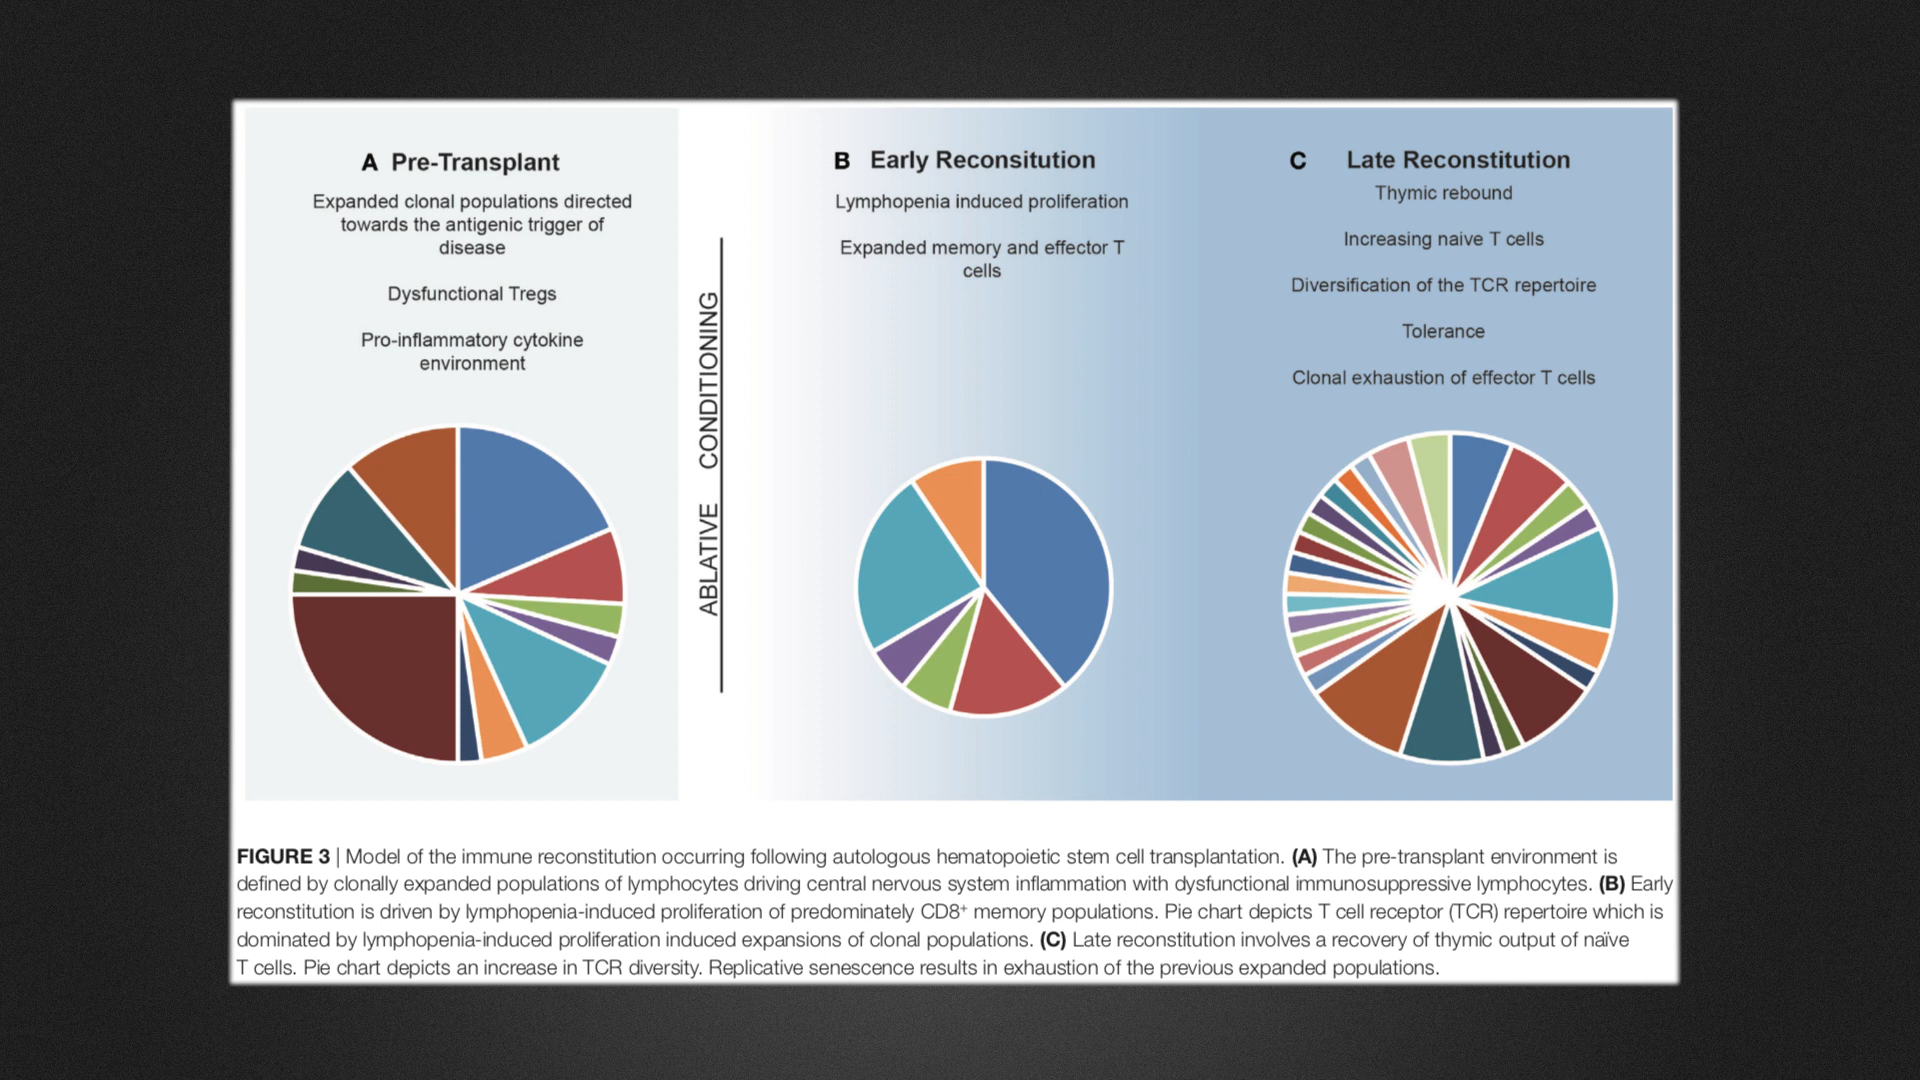 A Pre-Transplant
Expanded clonal populations directed
towards the antigenic trigger of
disease
Dysfunctional Tregs
Pro-inflammatory cytokine
environment
ABLATIVE CONDITIONING
B Early Reconsitution
Lymphopenia induced proliferation
Expanded memory and effector T
cells
C Late Reconstitution
Thymic rebound
Increasing naive T cells
Diversification of the TCR repertoire
Tolerance
Clonal exhaustion of effector T cells
FIGURE 3 | Model of the immune reconstitution occurring following autologous hematopoietic stem cell transplantation. (A) The pre-transplant environment is
defined by clonally expanded populations of lymphocytes driving central nervous system inflammation with dysfunctional immunosuppressive lymphocytes. (B) Early
reconstitution is driven by lymphopenia-induced proliferation of predominately CD8⁺ memory populations. Pie chart depicts T cell receptor (TCR) repertoire which is
dominated by lymphopenia-induced proliferation induced expansions of clonal populations. (C) Late reconstitution involves a recovery of thymic output of naïve
T cells. Pie chart depicts an increase in TCR diversity. Replicative senescence results in exhaustion of the previous expanded populations.